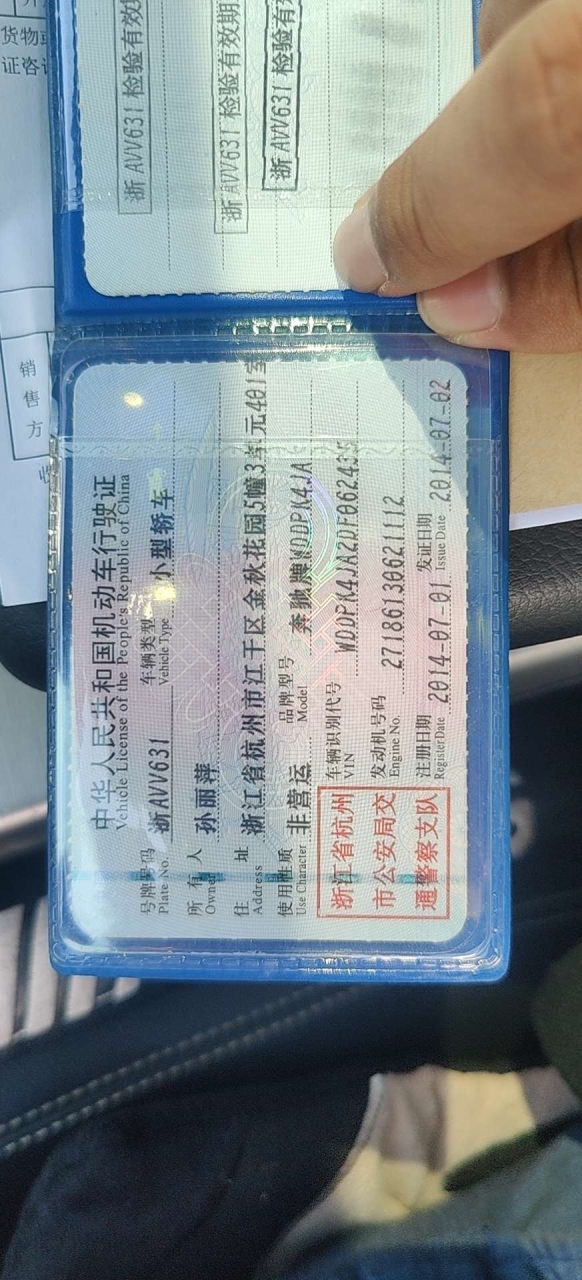 中华人民共和国机动车行驶证
Vehicle License of the People's Republic of China
号牌号码 浙AVV631 车辆类型 小型轿车
Plate No. Vehicle Type
所有人 孙丽萍
Owner
住址 浙江省杭州市江干区金秋花园5幢3单元401室
Address
使用性质 非营运 品牌型号 奔驰牌WDDPK4JA
Use Character Model
浙江省杭州
市公安局交
通警察支队
车辆识别代号 WDDPK4JA2DF062435
VIN
发动机号码 27186130621112
Engine No.
注册日期 2014-07-01 发证日期 2014-07-02
Register Date Issue Date
浙AVV631 检验有效期
浙AVV631 检验有效期
浙AVV631 检验有效
货物或
证咨
销售方